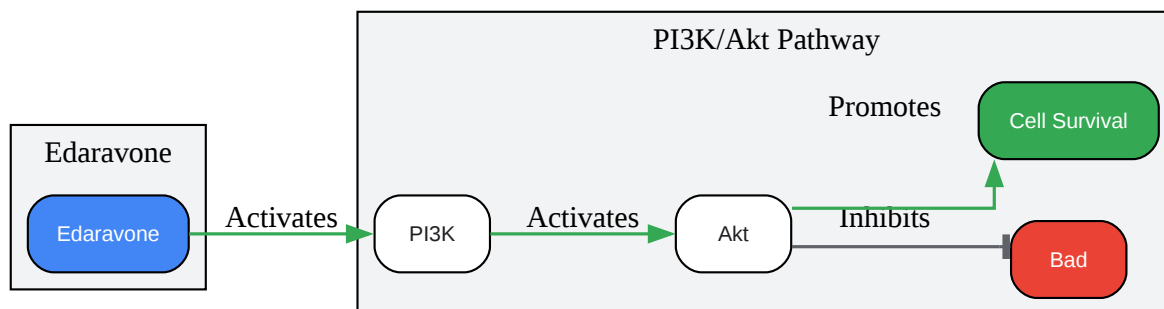 PI3K/Akt Pathway
Promotes
Cell Survival
Edaravone
Edaravone
Activates
PI3K
Activates
Akt
Inhibits
Bad